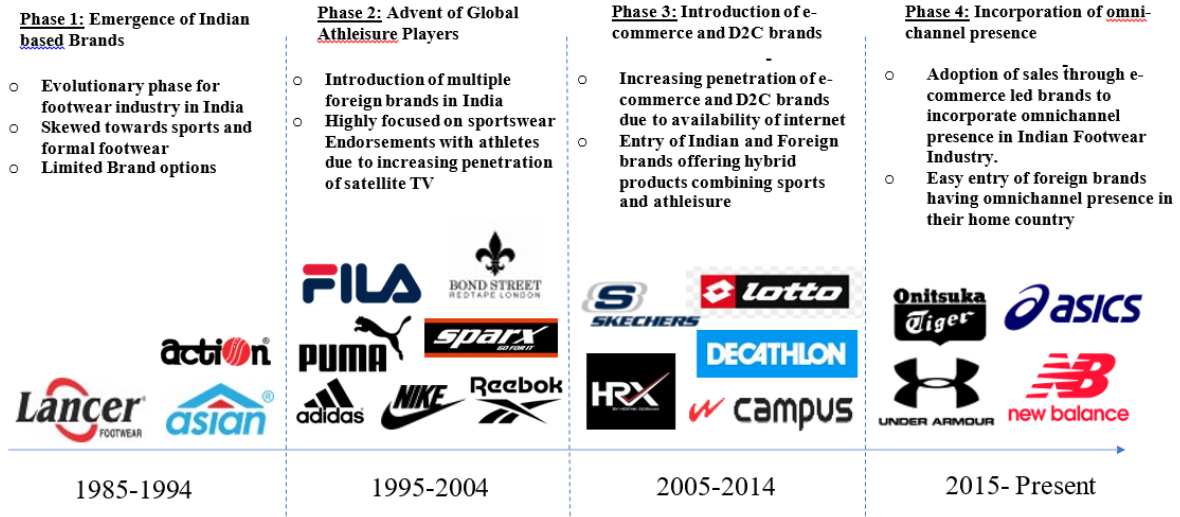 Phase 1: Emergence of Indian
based Brands
o Evolutionary phase for
footwear industry in India
o Skewed towards sports and
formal footwear
o Limited Brand options
Phase 2: Advent of Global
Athleisure Players
o Introduction of multiple
foreign brands in India
o Highly focused on sportswear
Endorsements with athletes
due to increasing penetration
of satellite TV
Phase 3: Introduction of e-
commerce and D2C brands
-
o Increasing penetration of e-
commerce and D2C brands
due to availability of internet
o Entry of Indian and Foreign
brands offering hybrid
products combining sports
and athleisure
Phase 4: Incorporation of omni-
channel presence
o Adoption of sales through e-
commerce led brands to
incorporate omnichannel
presence in Indian Footwear
Industry.
o Easy entry of foreign brands
having omnichannel presence in
their home country
action®
Lancer®
FOOTWEAR
asian®
FILA
BOND STREET
REDTAPE LONDON
PUMA
sparx
GO FOR IT
adidas
NIKE
Reebok
S
SKECHERS
lotto
HRX
DECATHLON
campus
Onitsuka
Tiger
asics
UNDER ARMOUR
NB
new balance
1985-1994
1995-2004
2005-2014
2015- Present